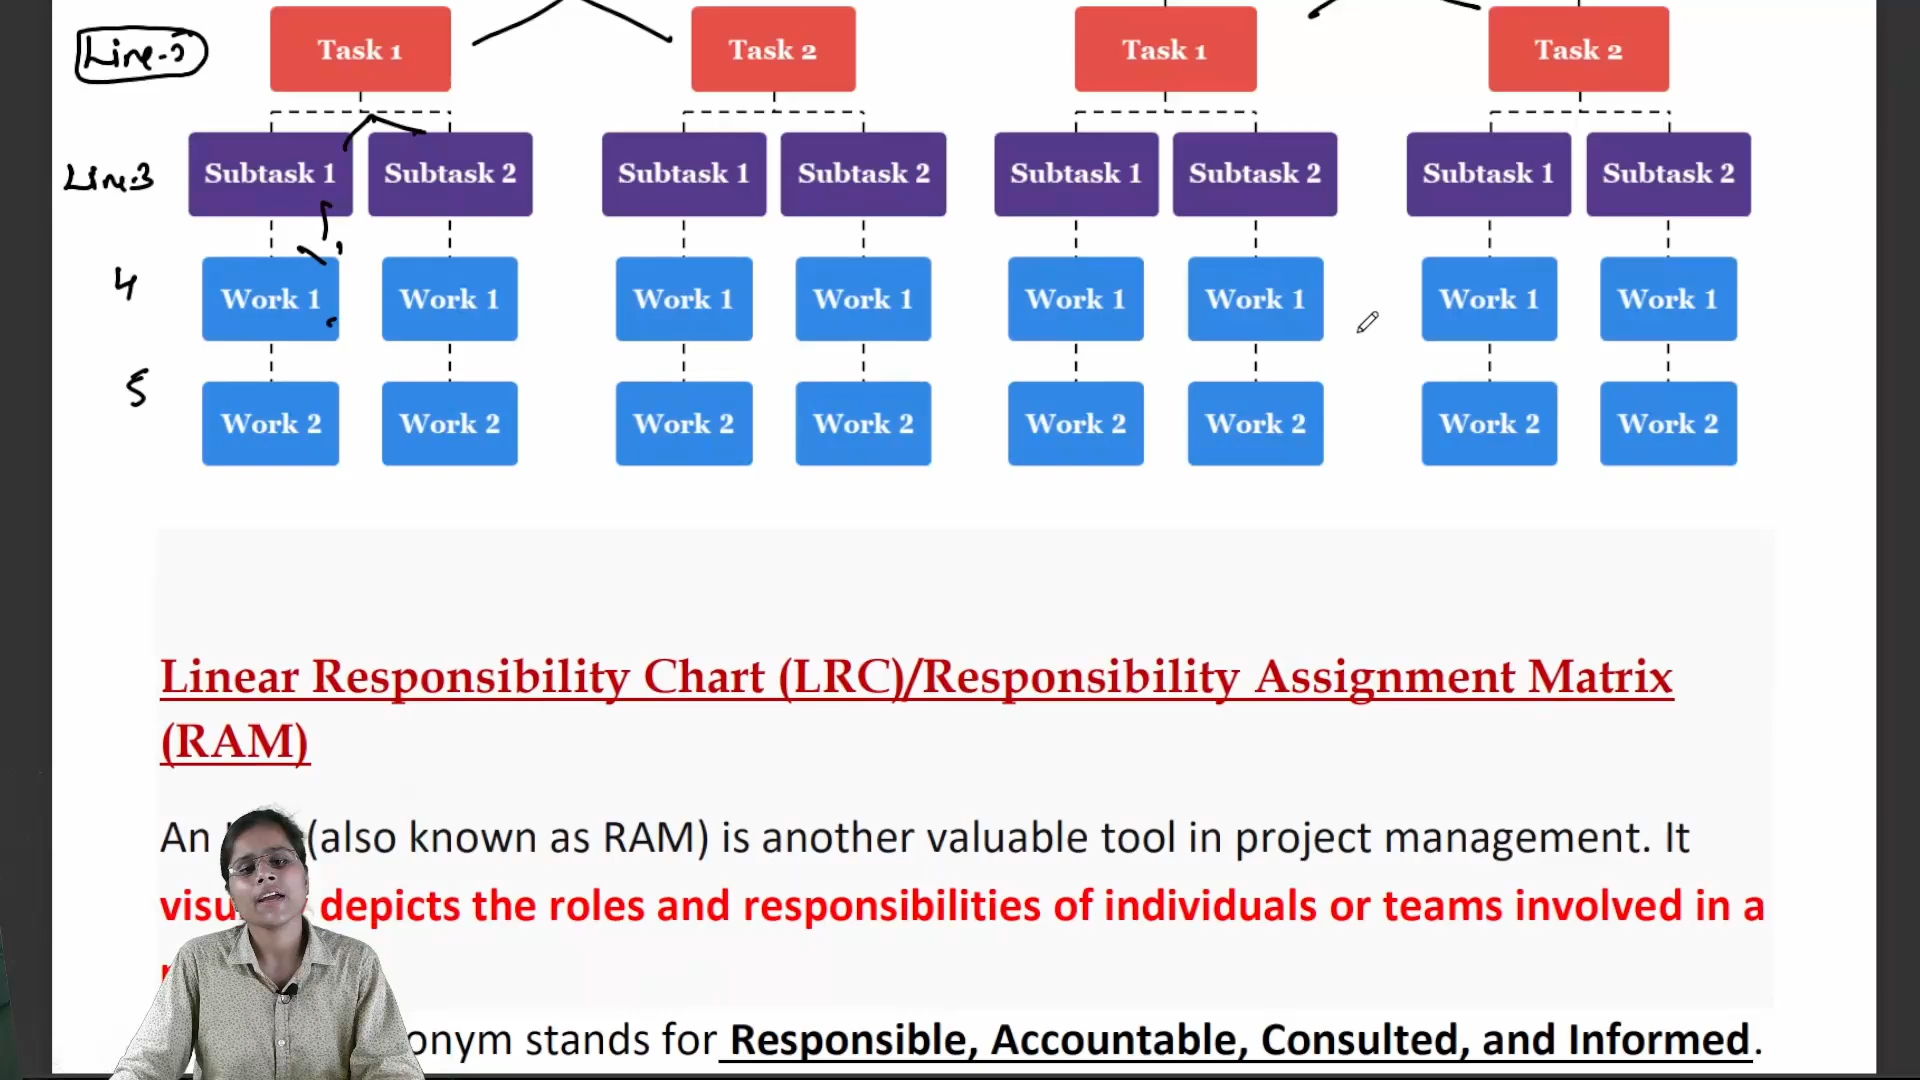 Line-2 Task 1 Task 2 Task 1 Task 2
Line-3 Subtask 1 Subtask 2 Subtask 1 Subtask 2 Subtask 1 Subtask 2 Subtask 1 Subtask 2
4 Work 1 Work 1 Work 1 Work 1 Work 1 Work 1 Work 1 Work 1
5 Work 2 Work 2 Work 2 Work 2 Work 2 Work 2 Work 2 Work 2
Linear Responsibility Chart (LRC)/Responsibility Assignment Matrix
(RAM)
An (also known as RAM) is another valuable tool in project management. It
depicts the roles and responsibilities of individuals or teams involved in a
stands for Responsible, Accountable, Consulted, and Informed.